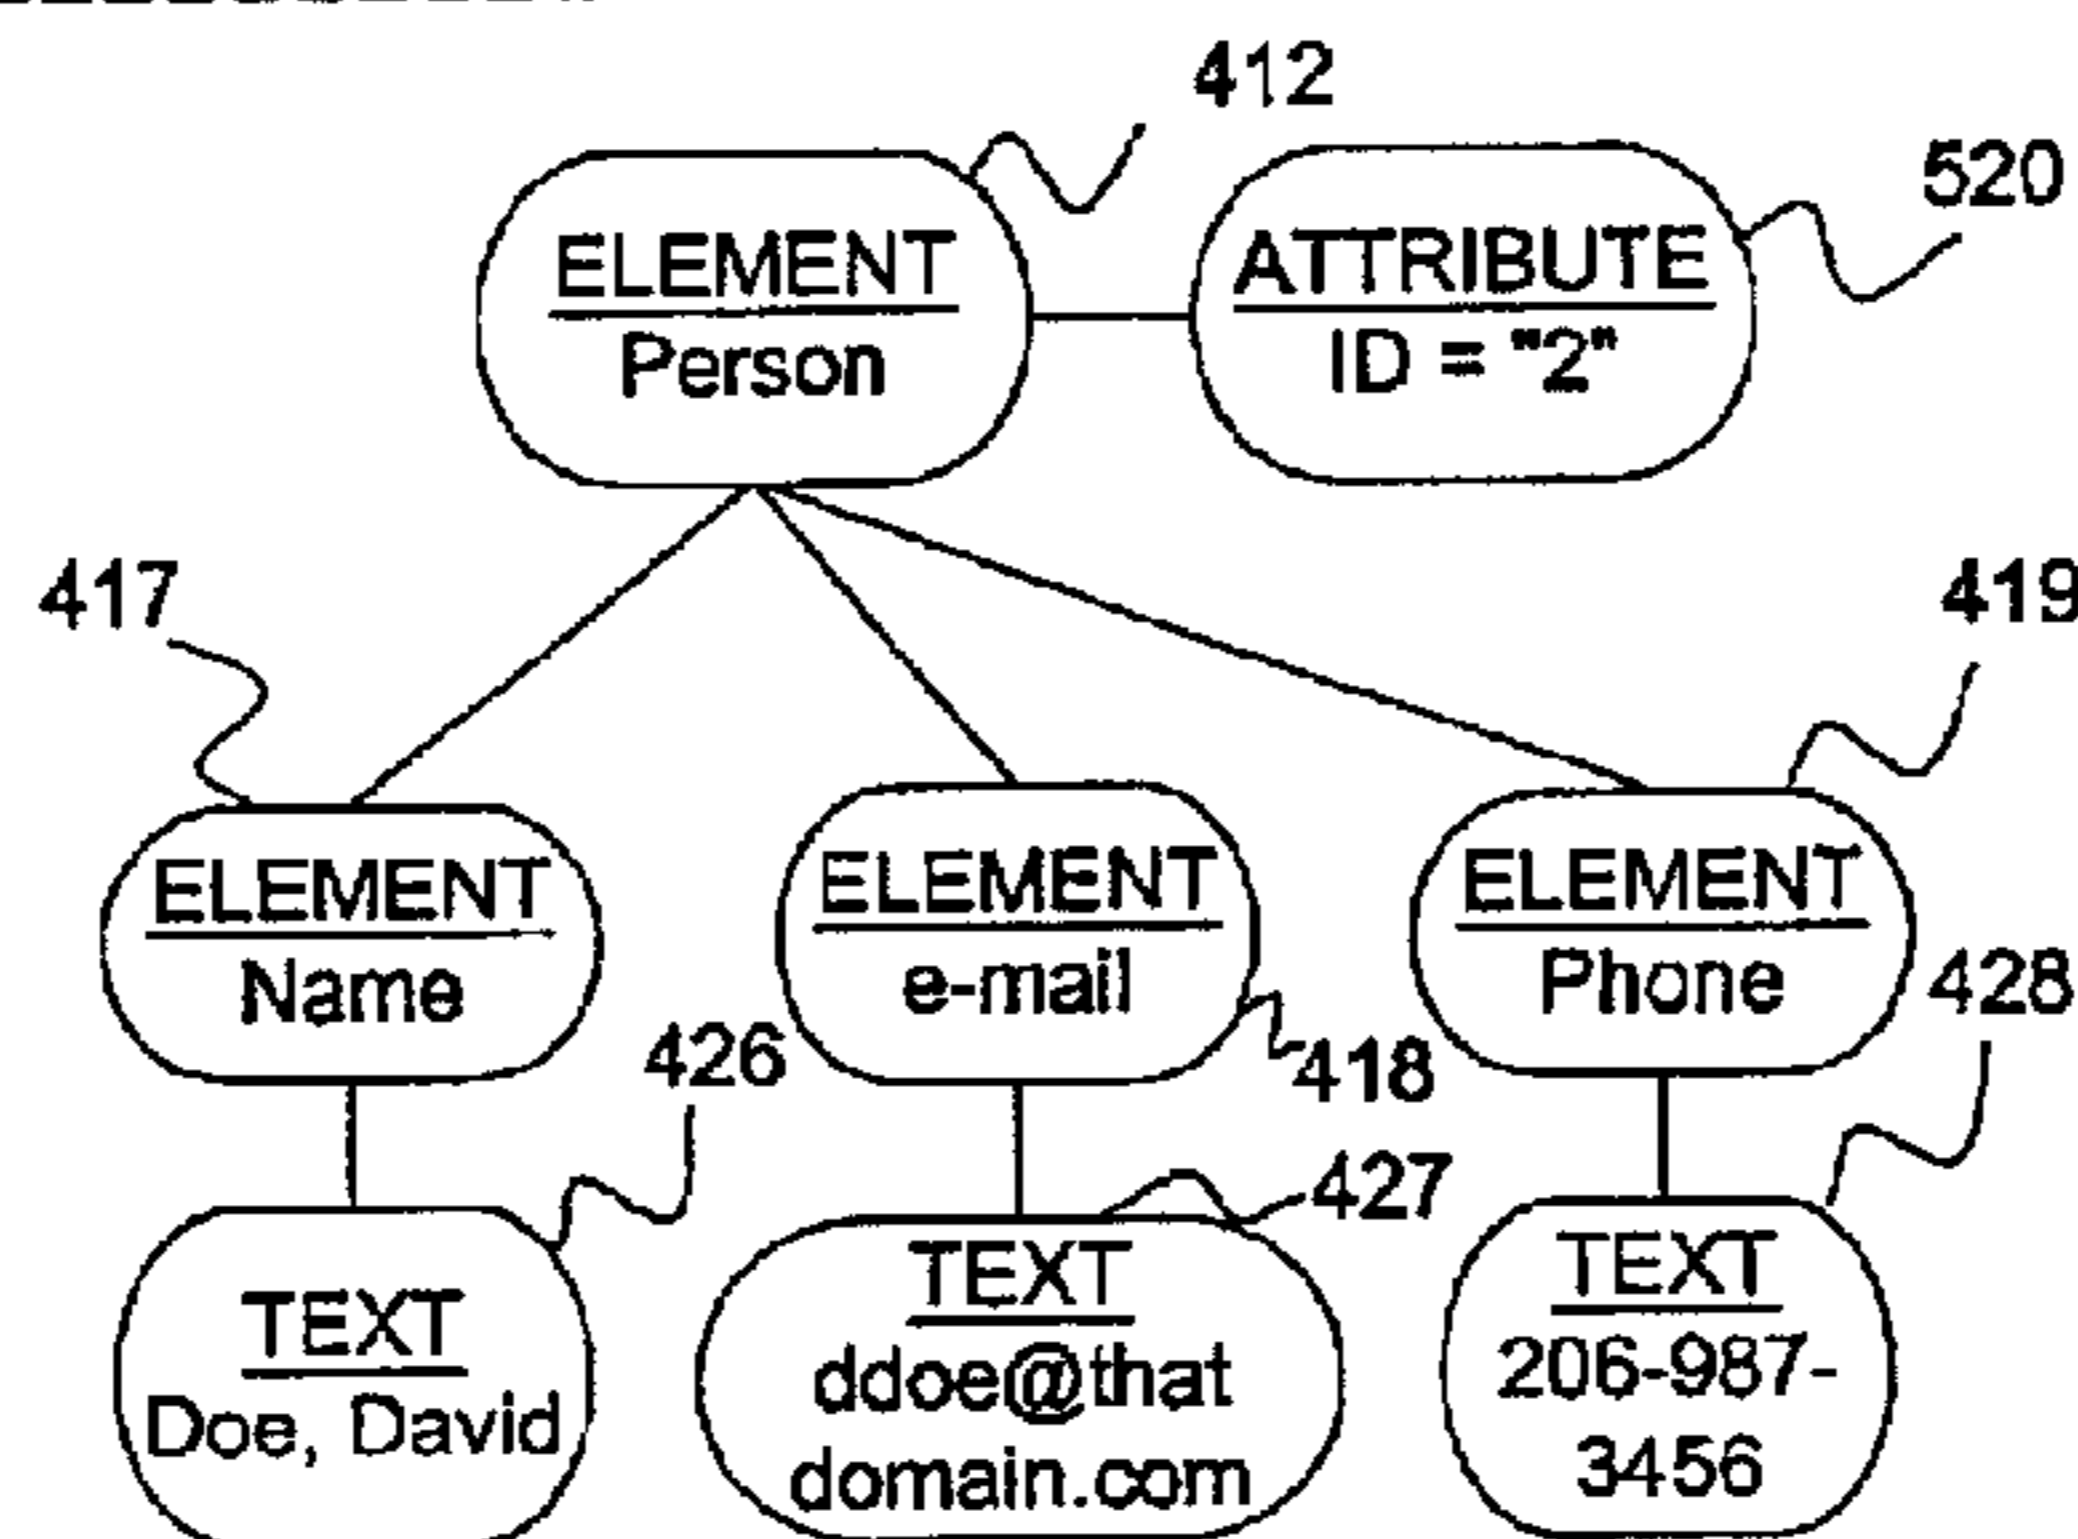 412
520
ELEMENT
Person
ATTRIBUTE
ID = "2"
417
419
ELEMENT
Name
ELEMENT
e-mail
ELEMENT
Phone
428
426
418
427
TEXT
Doe, David
TEXT
ddoe@that
domain.com
TEXT
206-987-
3456